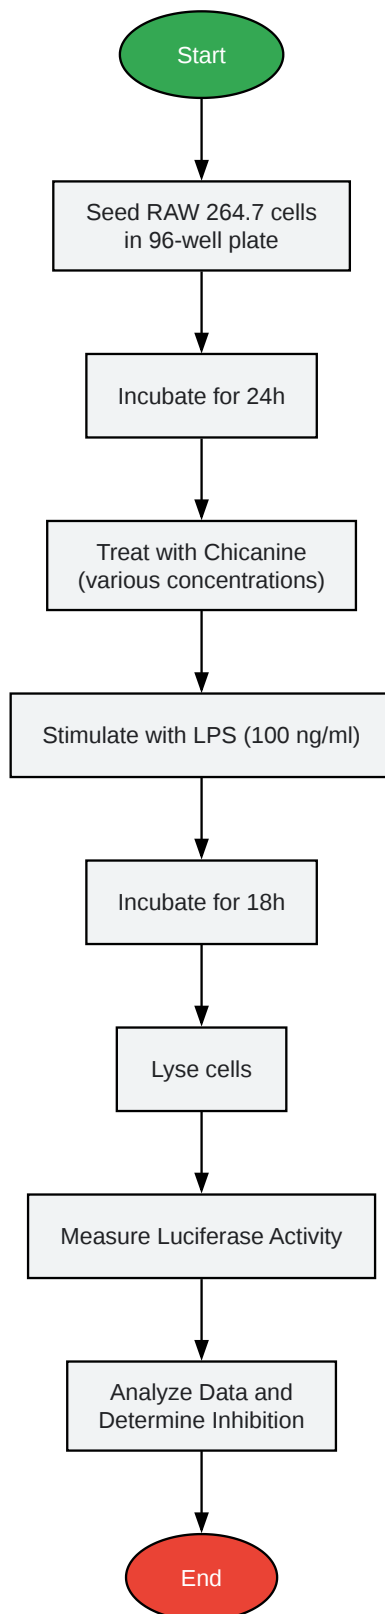 Start
Seed RAW 264.7 cells
in 96-well plate
Incubate for 24h
Treat with Chicanine
(various concentrations)
Stimulate with LPS (100 ng/ml)
Incubate for 18h
Lyse cells
Measure Luciferase Activity
Analyze Data and
Determine Inhibition
End